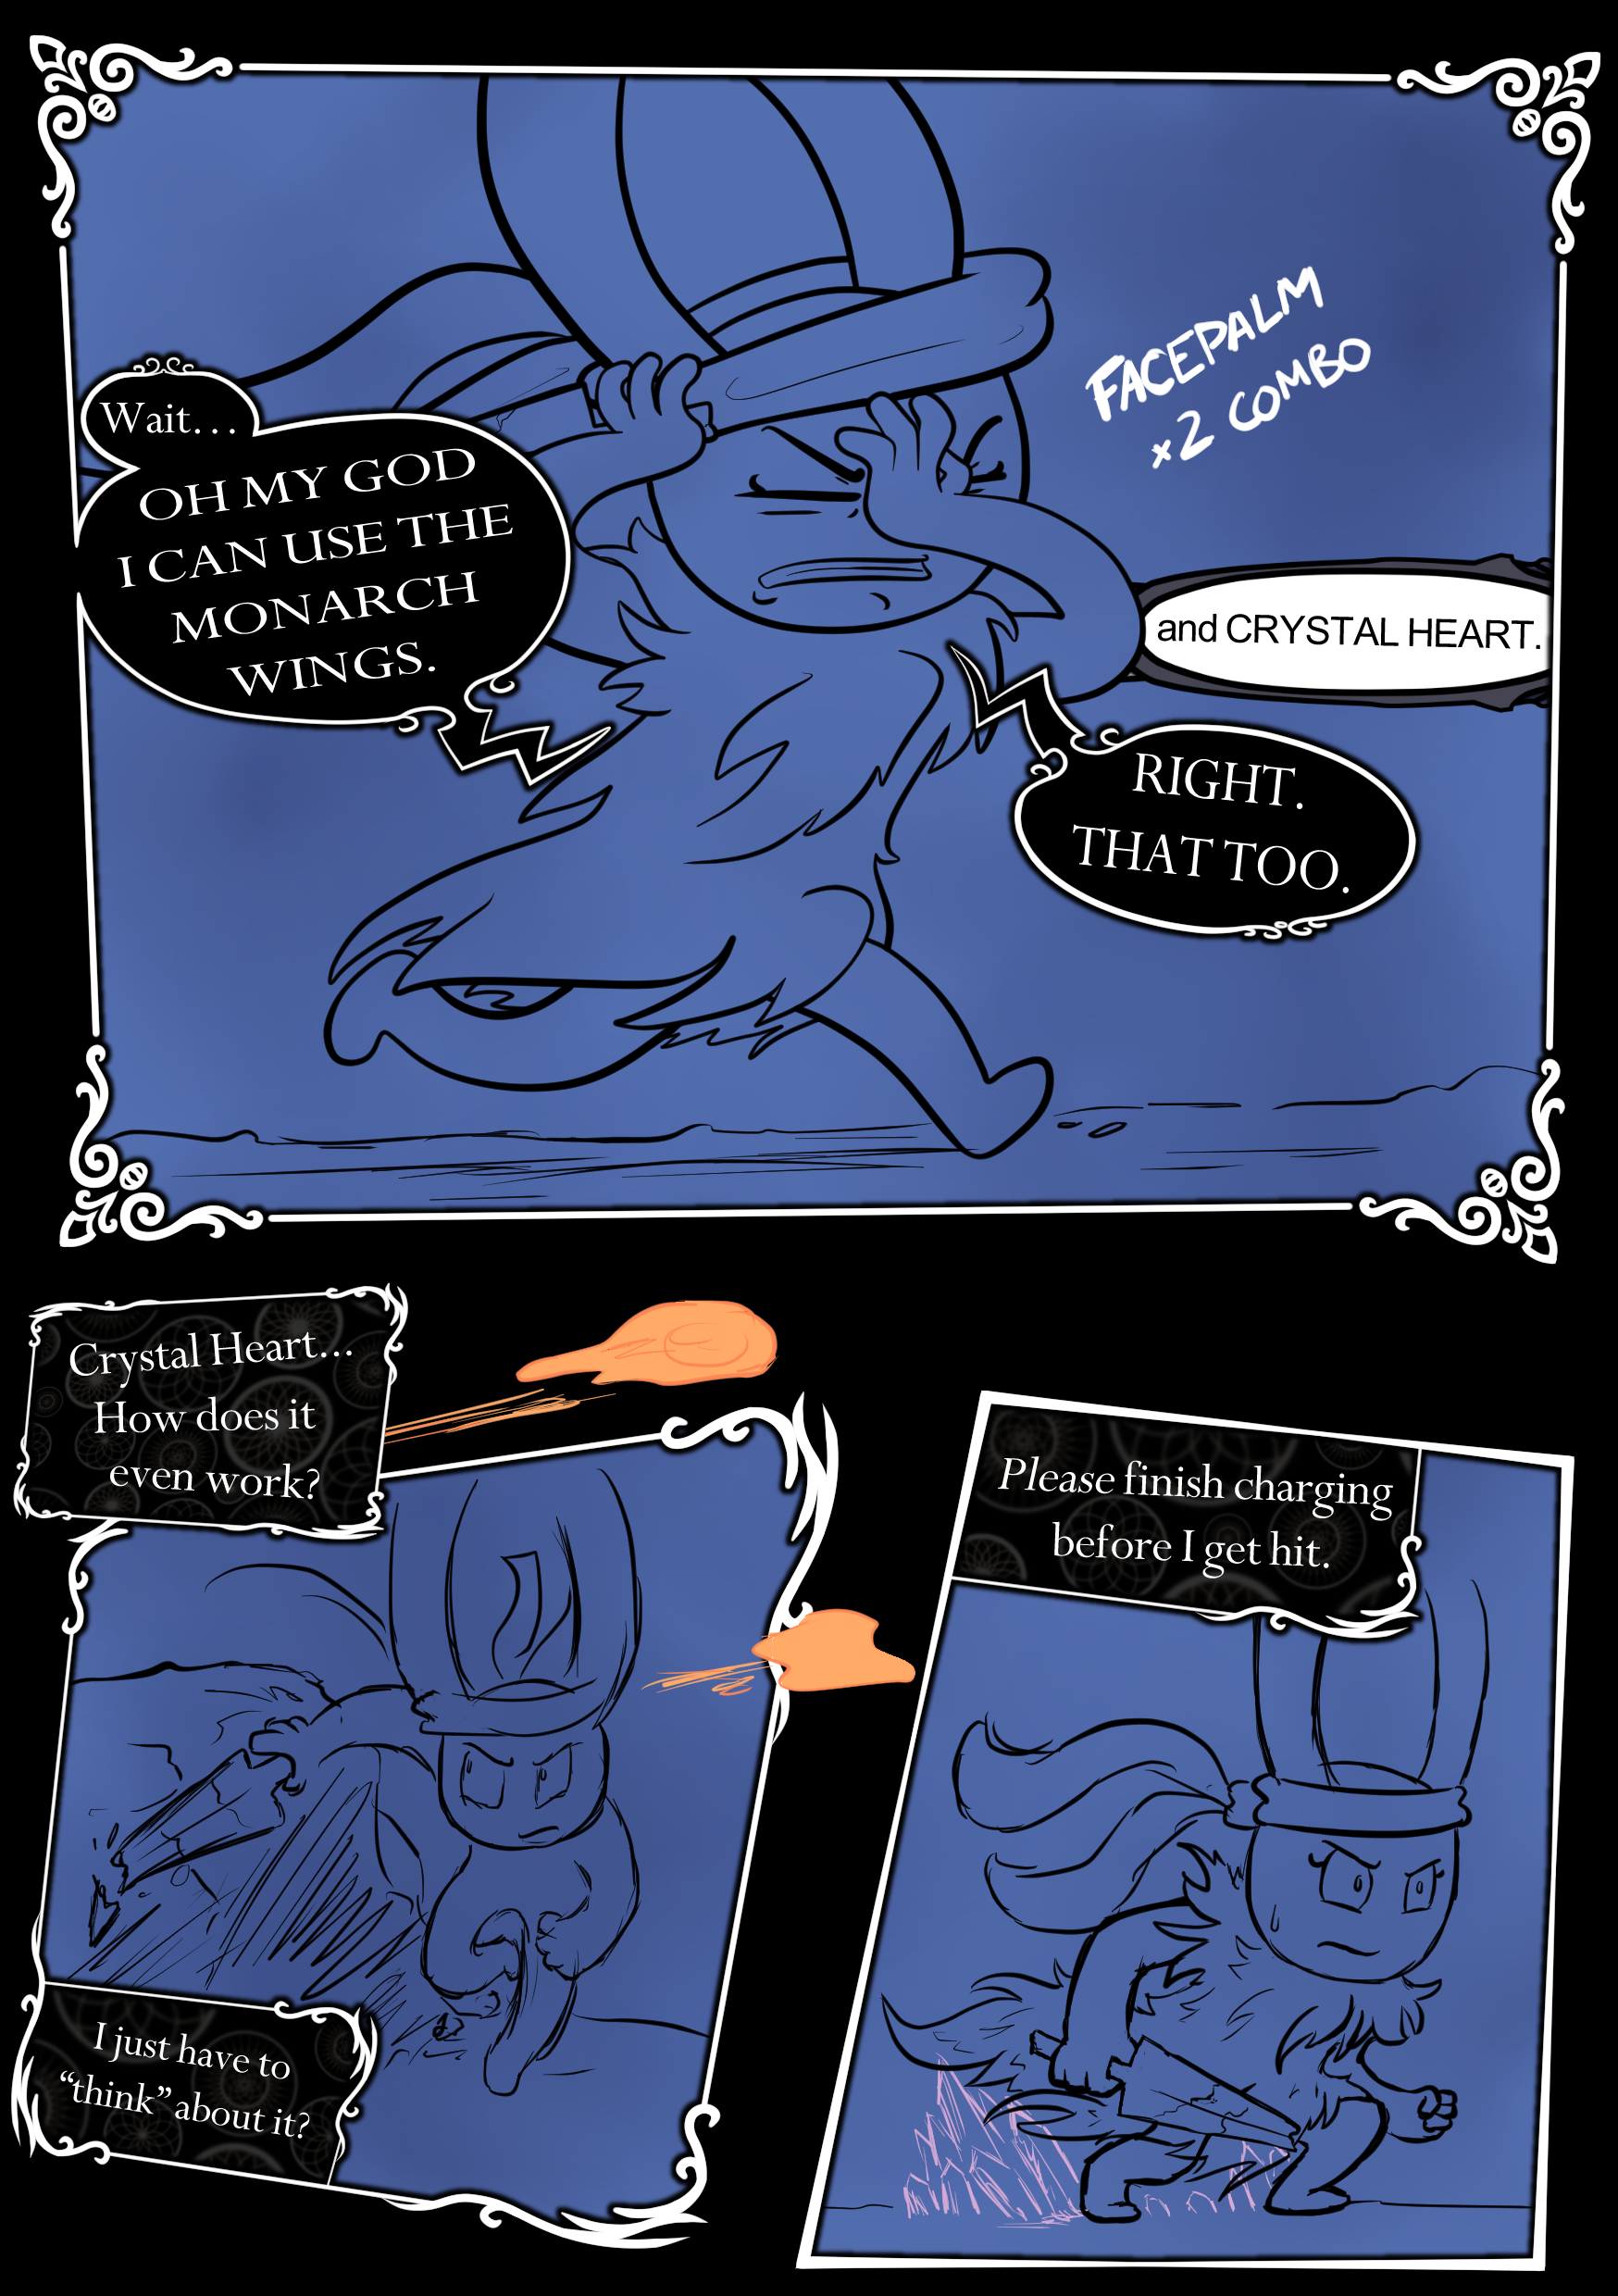 Wait...
OH MY GOD
I CAN USE THE
MONARCH
WINGS.
FACEPALM
x2 COMBO
and CRYSTAL HEART.
RIGHT.
THAT TOO.
Crystal Heart...
How does it
even work?
I just have to
“think” about it?
Please finish charging
before I get hit.